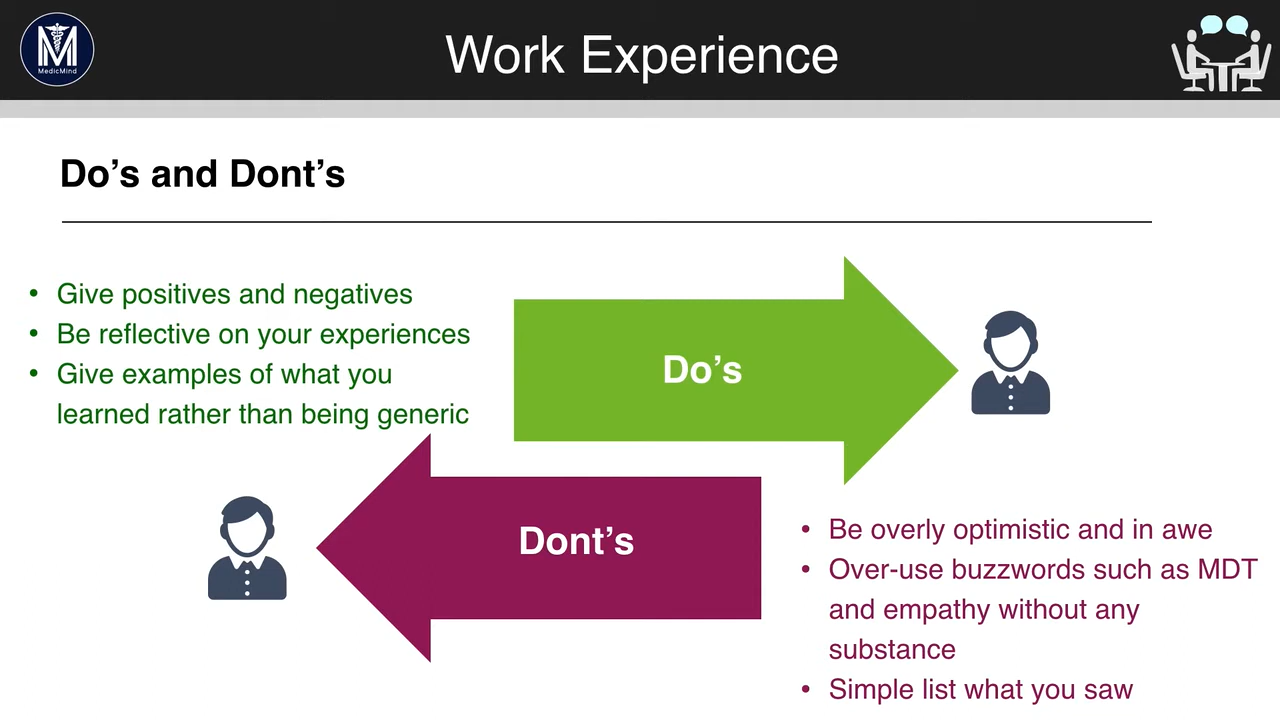 MedicMind
Work Experience
Do’s and Dont’s
• Give positives and negatives
• Be reflective on your experiences
• Give examples of what you
learned rather than being generic
Do’s
Dont’s
• Be overly optimistic and in awe
• Over-use buzzwords such as MDT
and empathy without any
substance
• Simple list what you saw